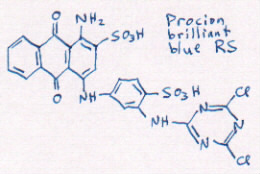 Procion
brilliant
blue RS
O
NH₂
SO₃H
O
NH
SO₃H
NH
N
N
N
N
Cl
Cl